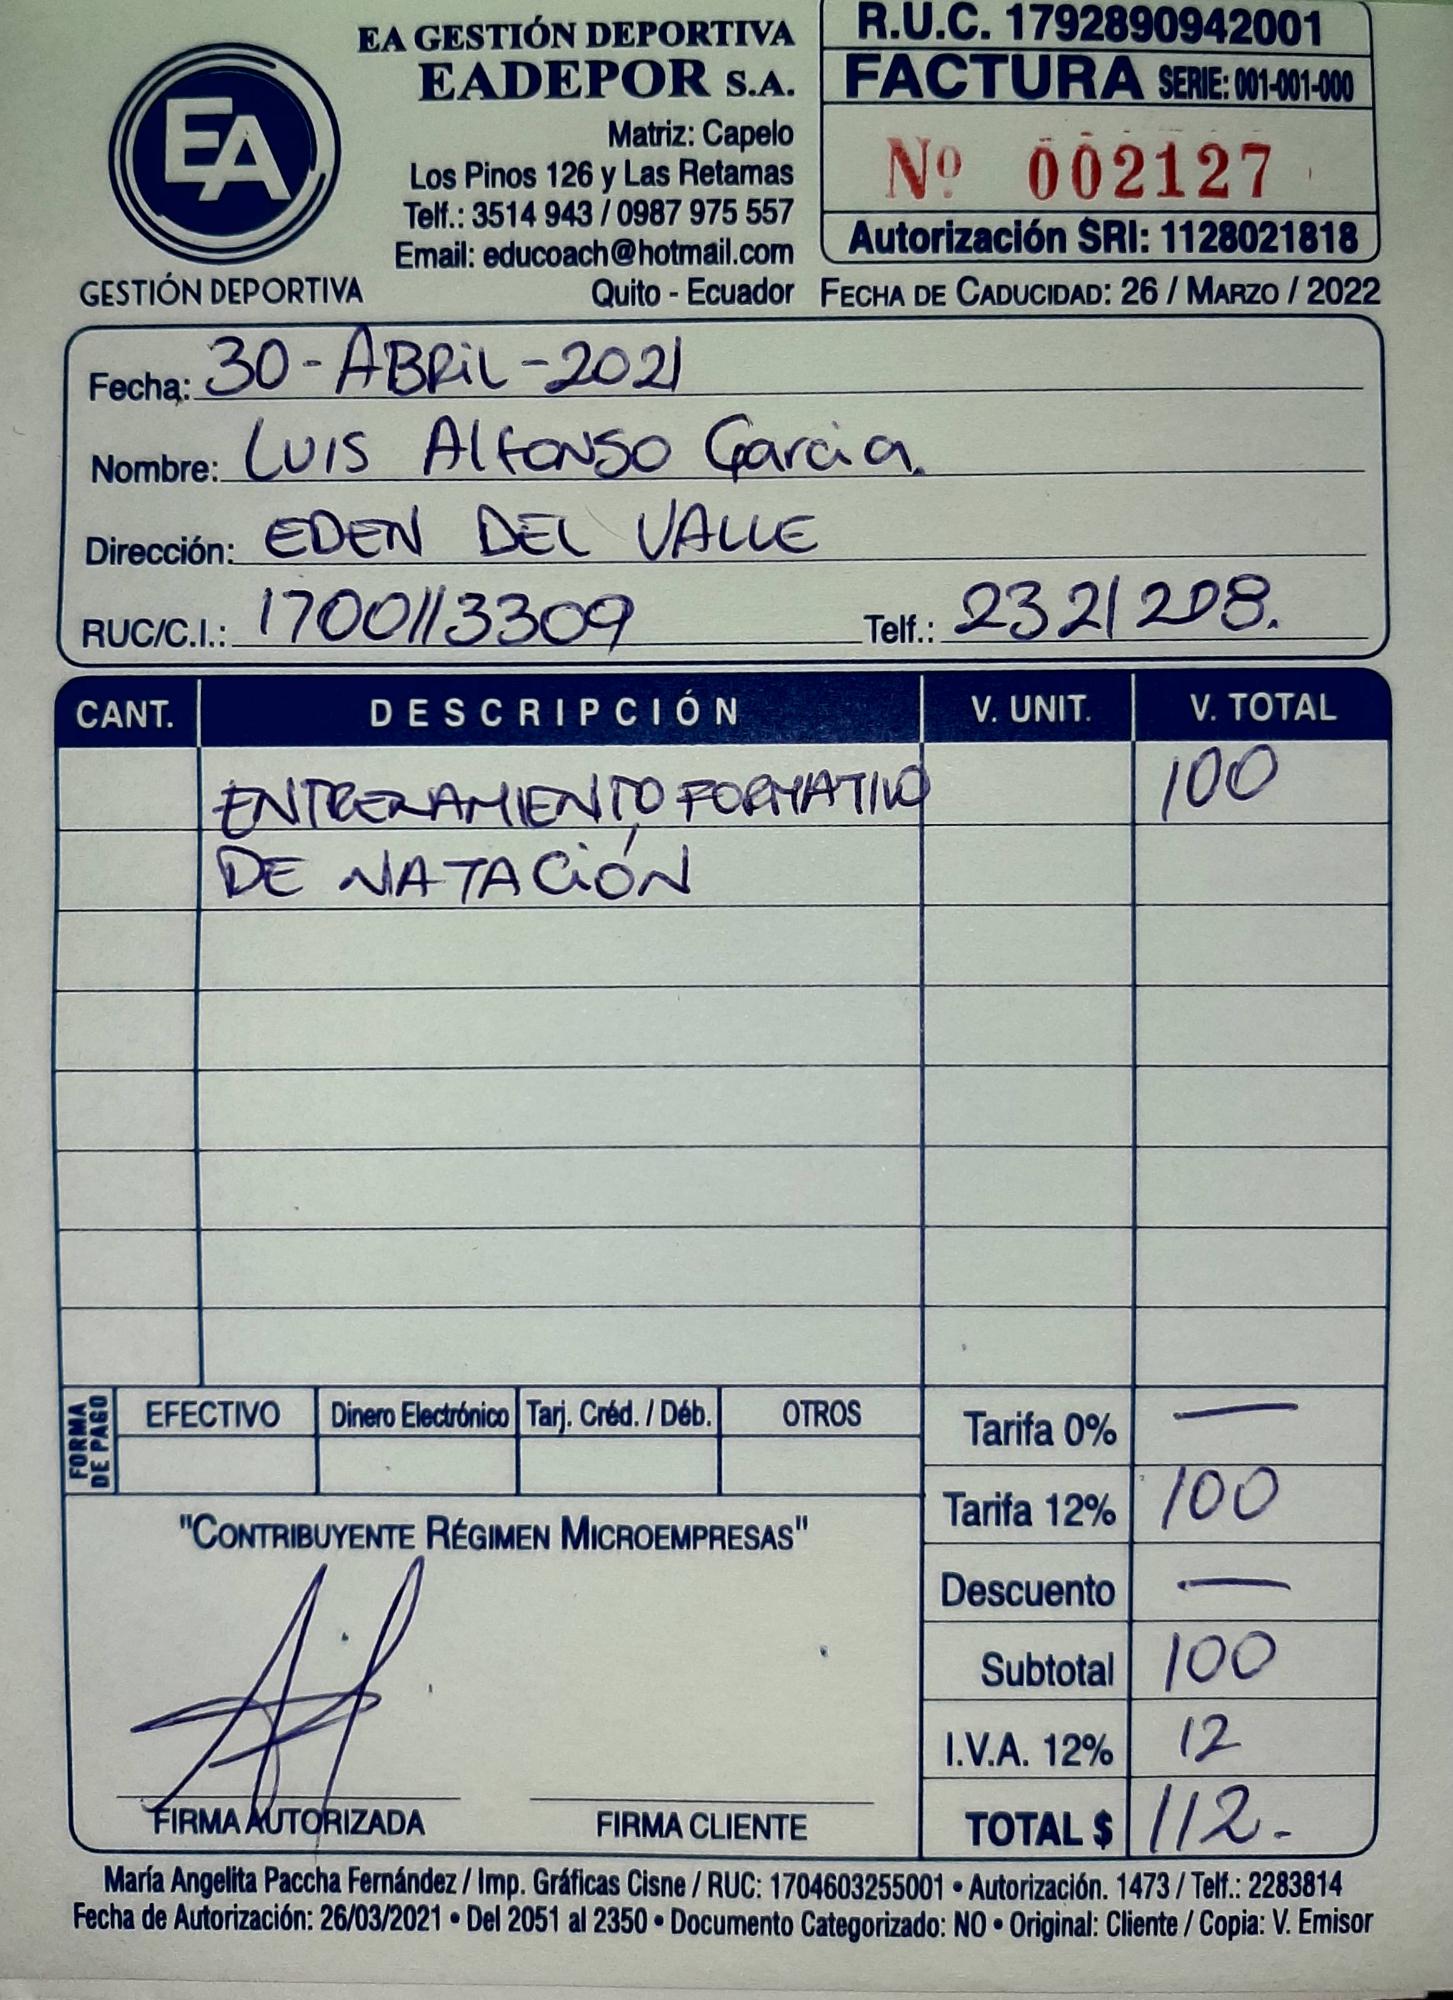 EA GESTIÓN DEPORTIVA
EADEPOR S.A.
Matriz: Capelo
Los Pinos 126 y Las Retamas
Telf.: 3514 943 / 0987 975 557
Email: educoach@hotmail.com
Quito - Ecuador
EA
GESTIÓN DEPORTIVA
R.U.C. 1792890942001
FACTURA SERIE: 001-001-000
Nº 002127
Autorización SRI: 1128021818
FECHA DE CADUCIDAD: 26 / MARZO / 2022
Fecha: 30-ABRiL-2021
Nombre: LUIS Alfonso Garcia.
Dirección: EDEN DEL VALLE
RUC/C.I.: 1700113309 Telf.: 2321208.
CANT. DESCRIPCIÓN V. UNIT. V. TOTAL
ENTRENAMIENTO FORMATIVO 100
DE NATACiÓN
FORMA DE PAGO EFECTIVO Dinero Electrónico Tarj. Créd. / Déb. OTROS
Tarifa 0% —
Tarifa 12% 100
Descuento —
Subtotal 100
I.V.A. 12% 12
TOTAL $ 112.-
"CONTRIBUYENTE RÉGIMEN MICROEMPRESAS"
FIRMA AUTORIZADA FIRMA CLIENTE
María Angelita Paccha Fernández / Imp. Gráficas Cisne / RUC: 1704603255001 • Autorización. 1473 / Telf.: 2283814
Fecha de Autorización: 26/03/2021 • Del 2051 al 2350 • Documento Categorizado: NO • Original: Cliente / Copia: V. Emisor